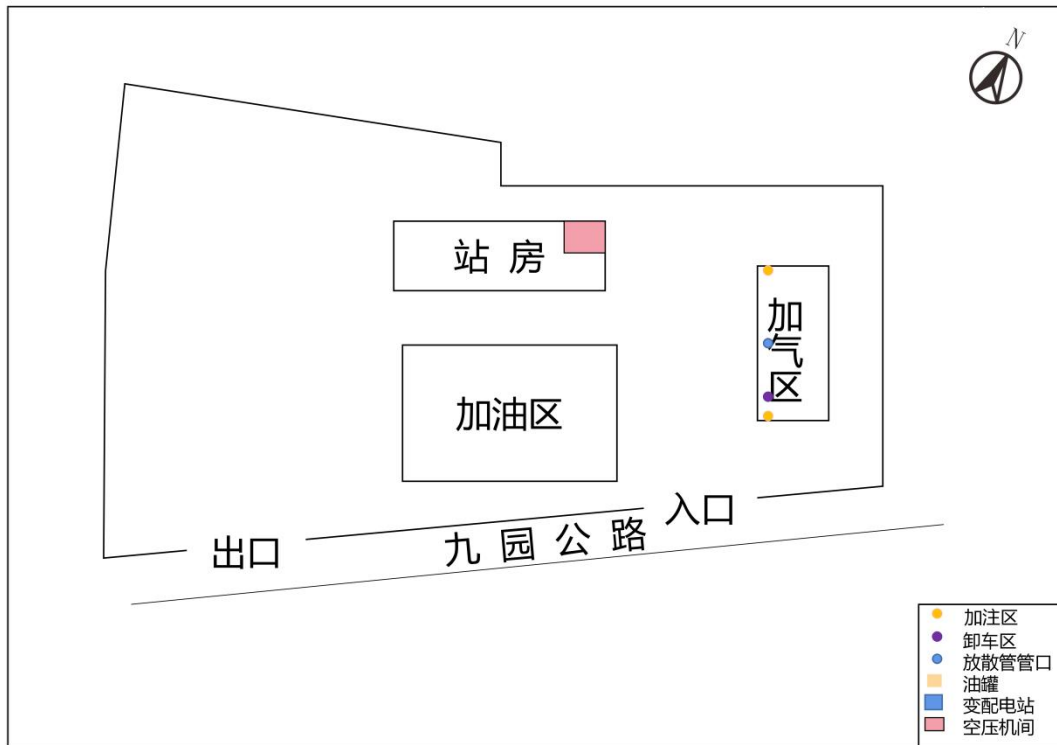 N
站房
加气区
加油区
入口
九园公路
出口
加注区
卸车区
放散管管口
油罐
变配电站
空压机间